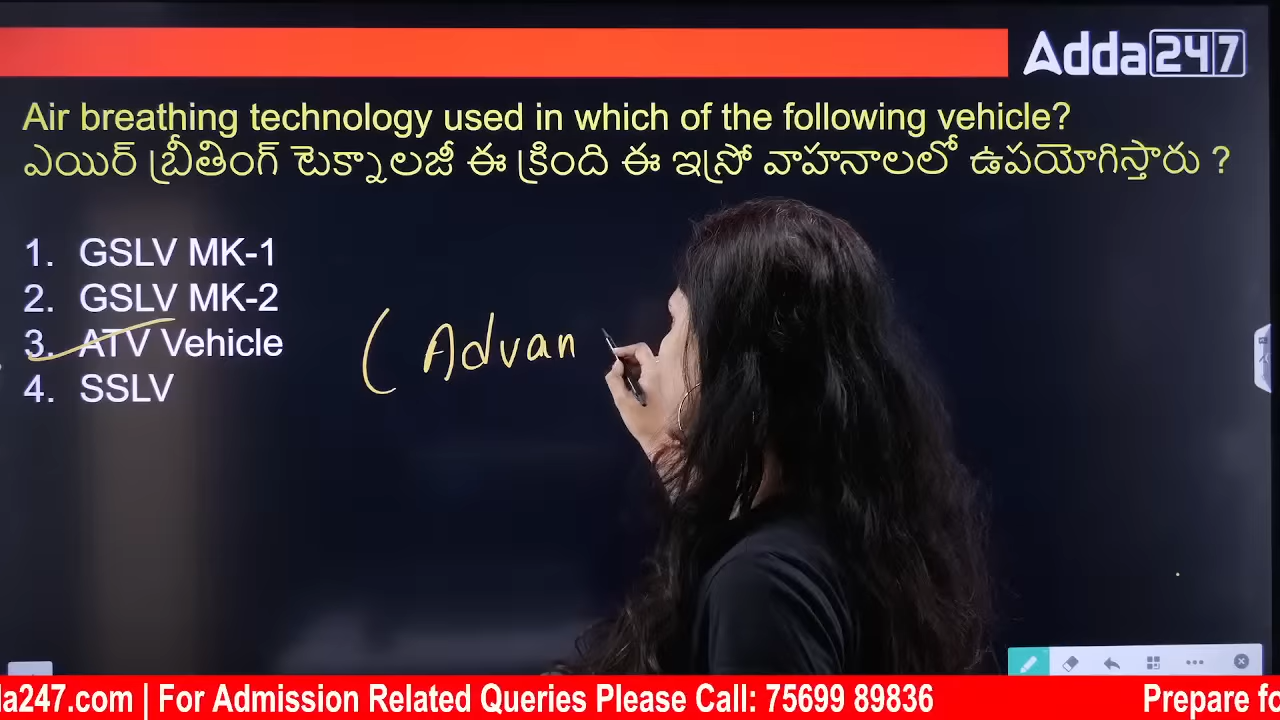 Adda247
Air breathing technology used in which of the following vehicle?
ఎయిర్ బ్రీతింగ్ టెక్నాలజీ ఈ క్రింది ఈ ఇస్రో వాహనాలలో ఉపయోగిస్తారు ?
1. GSLV MK-1
2. GSLV MK-2
3. ATV Vehicle
4. SSLV
( Advan
da247.com | For Admission Related Queries Please Call: 75699 89836 Prepare fo